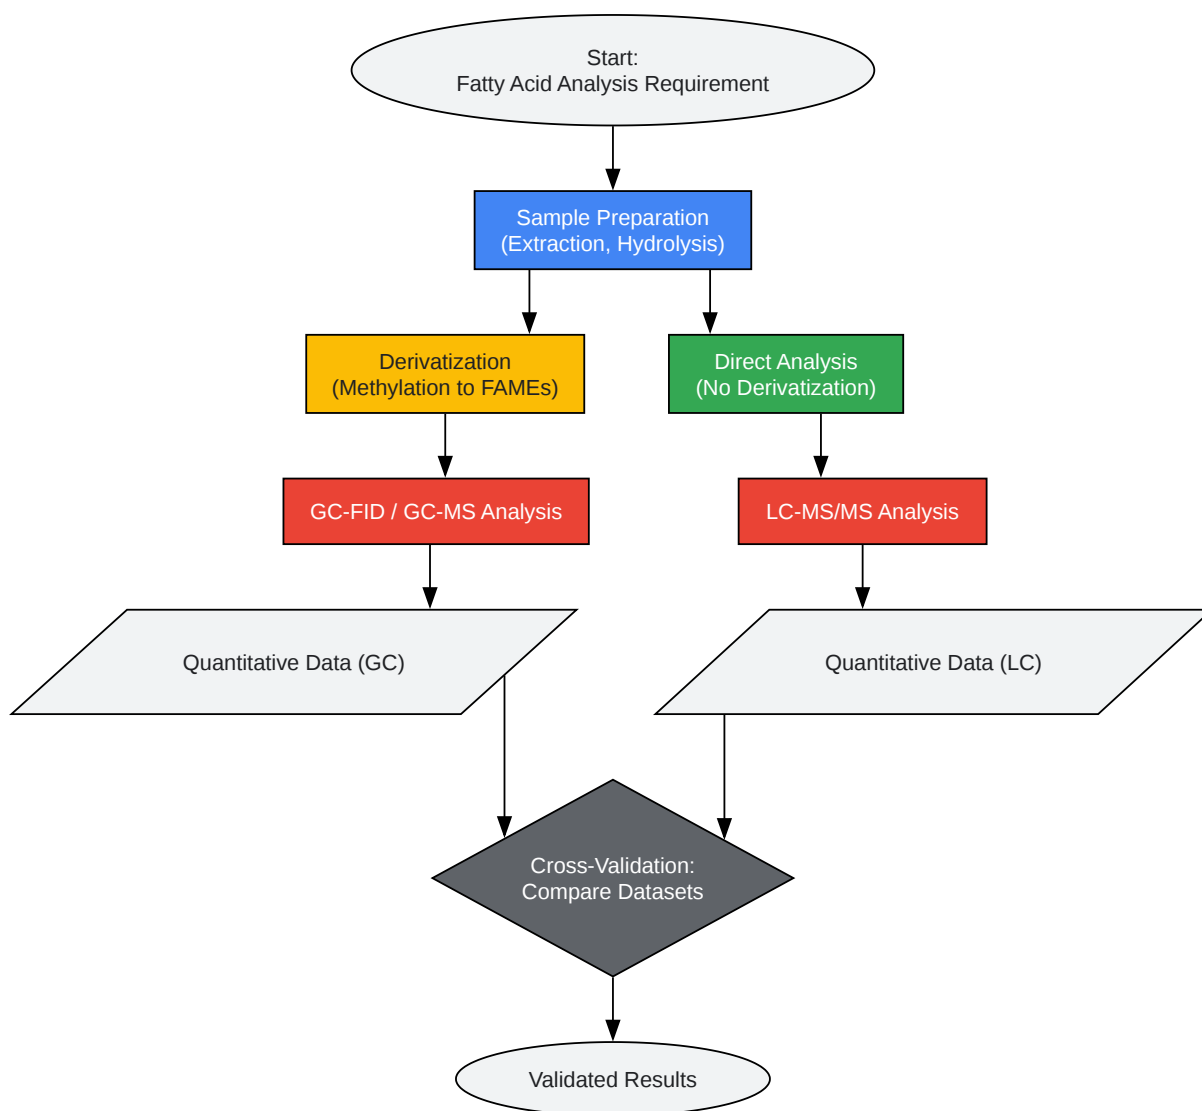 Start:
Fatty Acid Analysis Requirement
Sample Preparation
(Extraction, Hydrolysis)
Derivatization
(Methylation to FAMEs)
Direct Analysis
(No Derivatization)
GC-FID / GC-MS Analysis
LC-MS/MS Analysis
Quantitative Data (GC)
Quantitative Data (LC)
Cross-Validation:
Compare Datasets
Validated Results